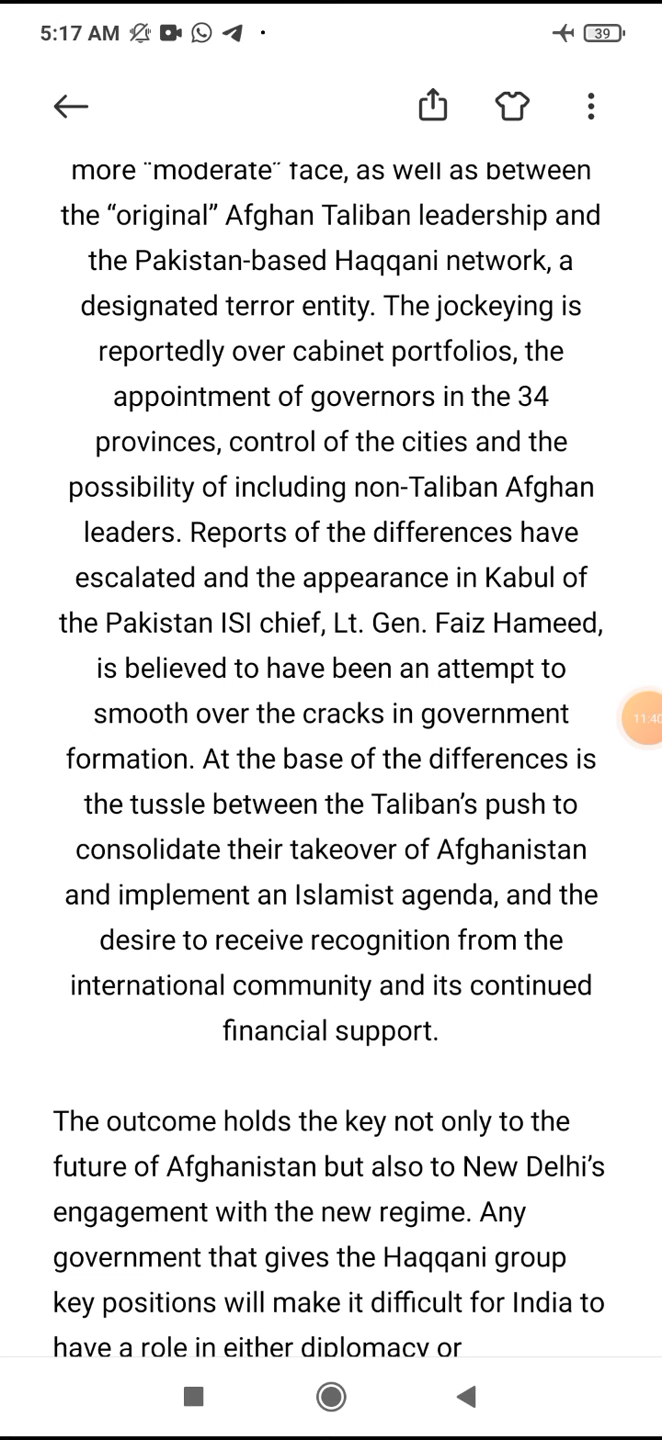 5:17 AM
39
more "moderate" face, as well as between
the “original” Afghan Taliban leadership and
the Pakistan-based Haqqani network, a
designated terror entity. The jockeying is
reportedly over cabinet portfolios, the
appointment of governors in the 34
provinces, control of the cities and the
possibility of including non-Taliban Afghan
leaders. Reports of the differences have
escalated and the appearance in Kabul of
the Pakistan ISI chief, Lt. Gen. Faiz Hameed,
is believed to have been an attempt to
smooth over the cracks in government
formation. At the base of the differences is
the tussle between the Taliban’s push to
consolidate their takeover of Afghanistan
and implement an Islamist agenda, and the
desire to receive recognition from the
international community and its continued
financial support.
11:40
The outcome holds the key not only to the
future of Afghanistan but also to New Delhi’s
engagement with the new regime. Any
government that gives the Haqqani group
key positions will make it difficult for India to
have a role in either diplomacy or